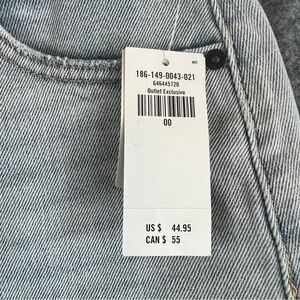 186-149-0043-021
646445720
Outlet Exclusive
00
US $ 44.95
CAN $ 55